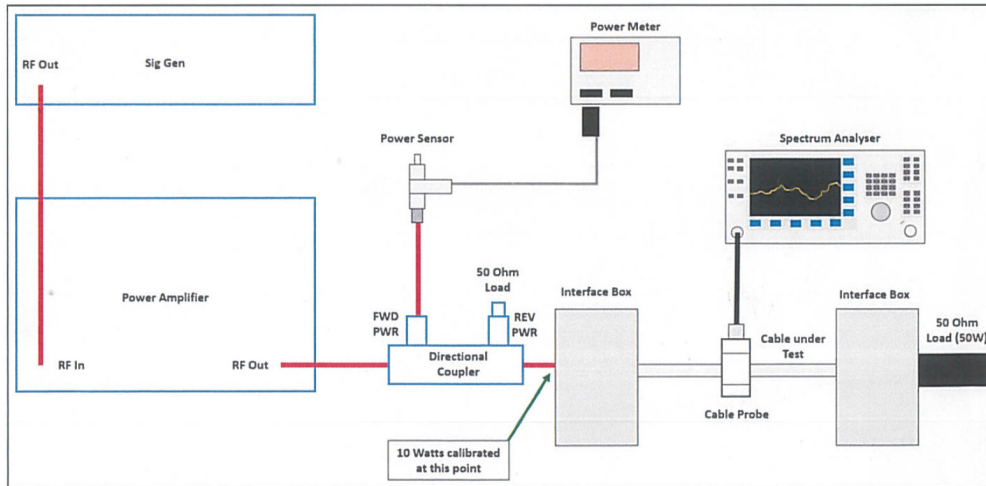 Sig Gen
RF Out
Power Meter
Power Sensor
Spectrum Analyser
Power Amplifier
RF In
RF Out
FWD
PWR
50 Ohm
Load
REV
PWR
Directional
Coupler
Interface Box
Cable under
Test
Cable Probe
Interface Box
50 Ohm
Load (50W)
10 Watts calibrated
at this point